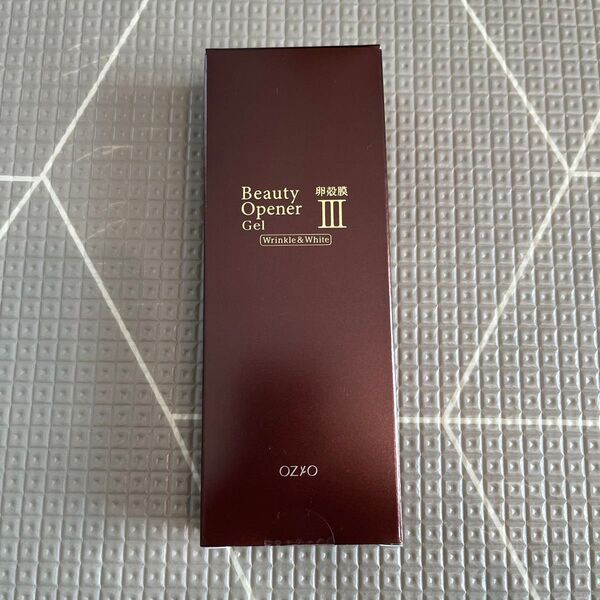 Beauty
Opener
Gel
卵殻膜
III
Wrinkle & White
OZIO